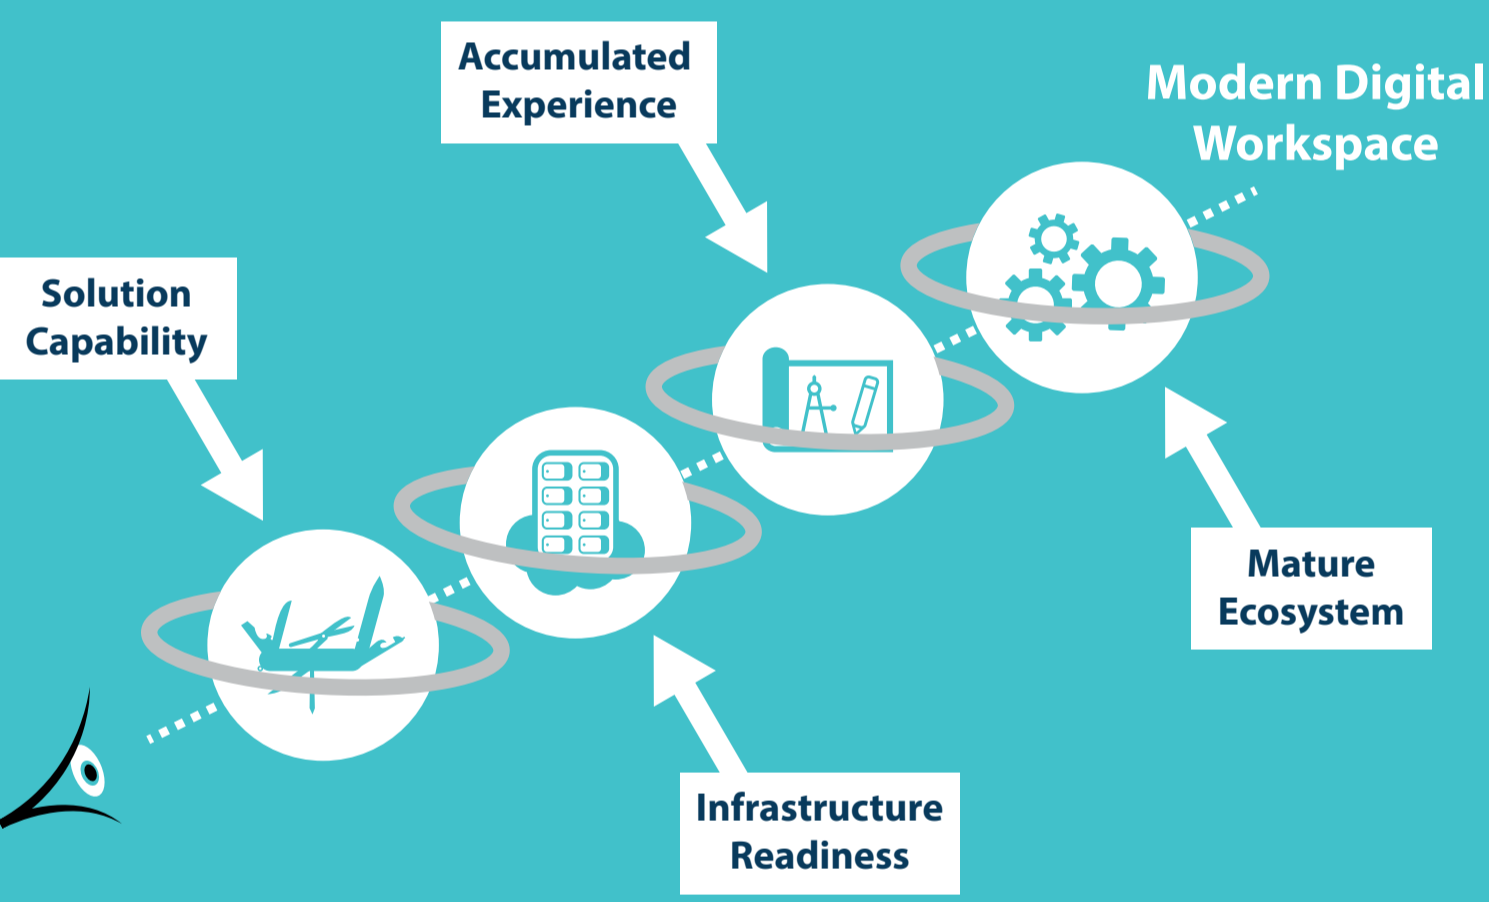 Accumulated
Experience
Modern Digital
Workspace
Solution
Capability
Mature
Ecosystem
Infrastructure
Readiness